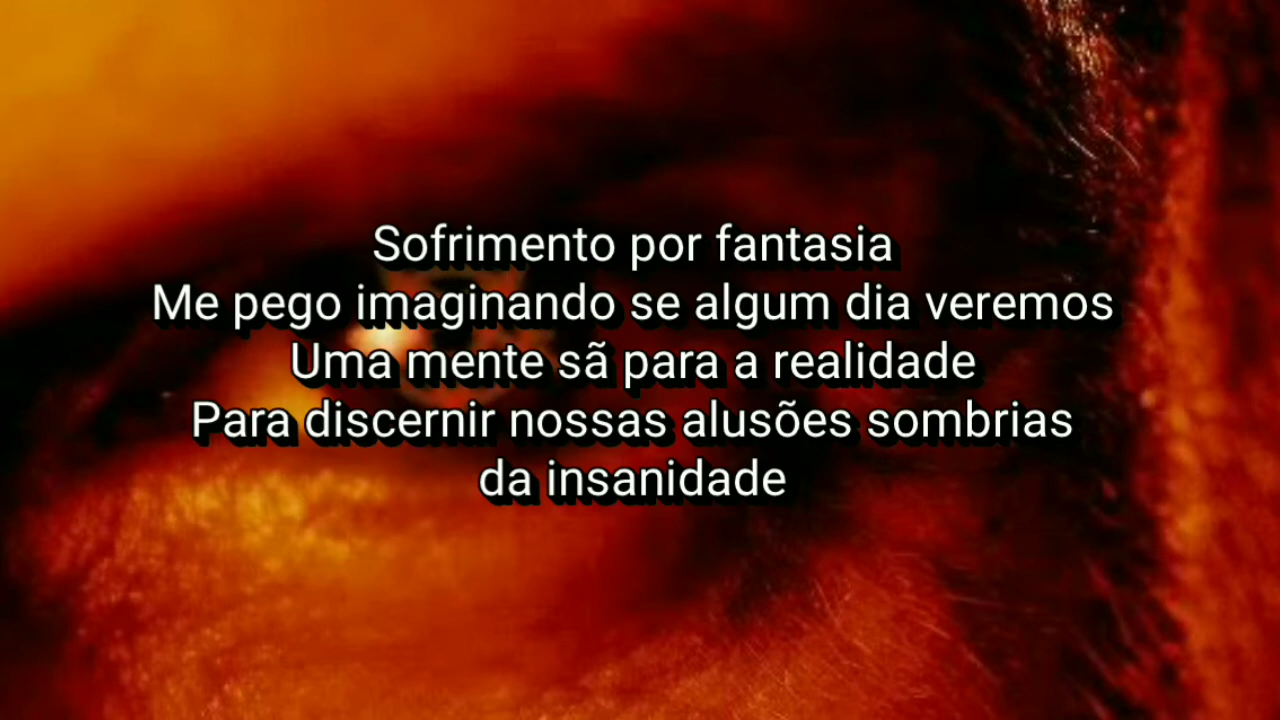 Sofrimento por fantasia
Me pego imaginando se algum dia veremos
Uma mente sã para a realidade
Para discernir nossas alusões sombrias
da insanidade